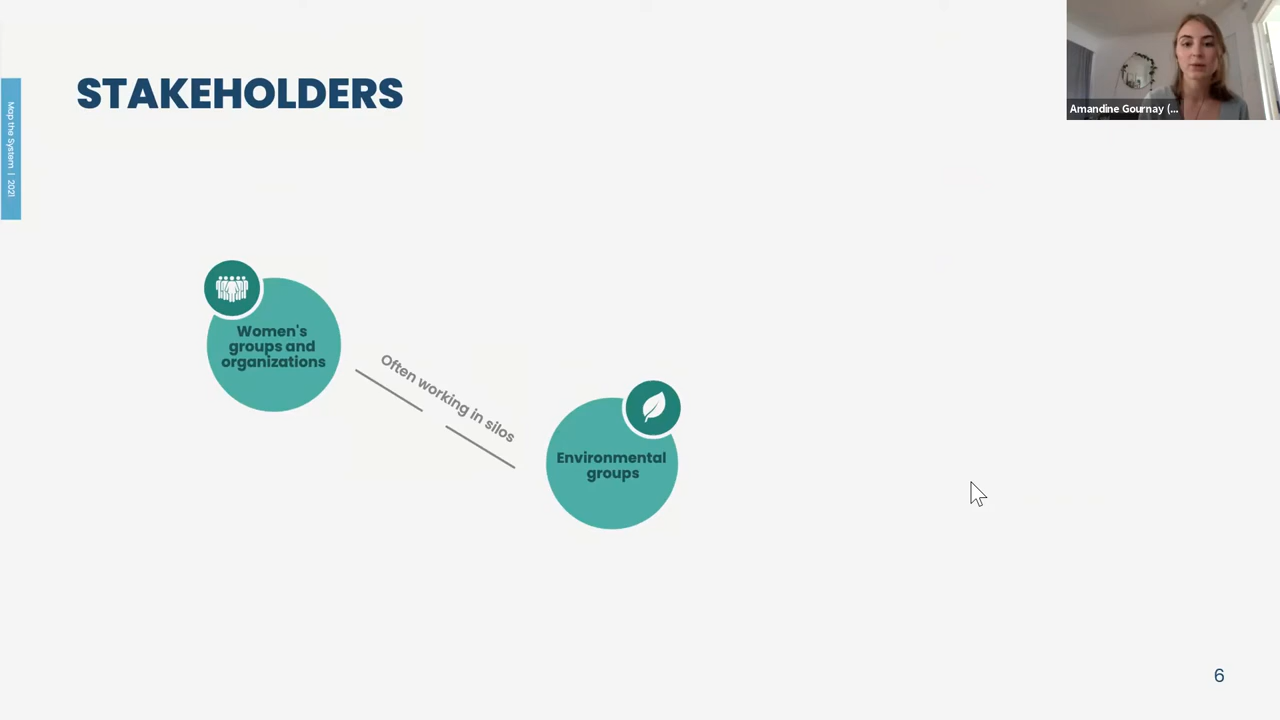 STAKEHOLDERS
Map the System | 2021
Amandine Gournay (...
Women's
groups and
organizations
Often working in silos
Environmental
groups
6